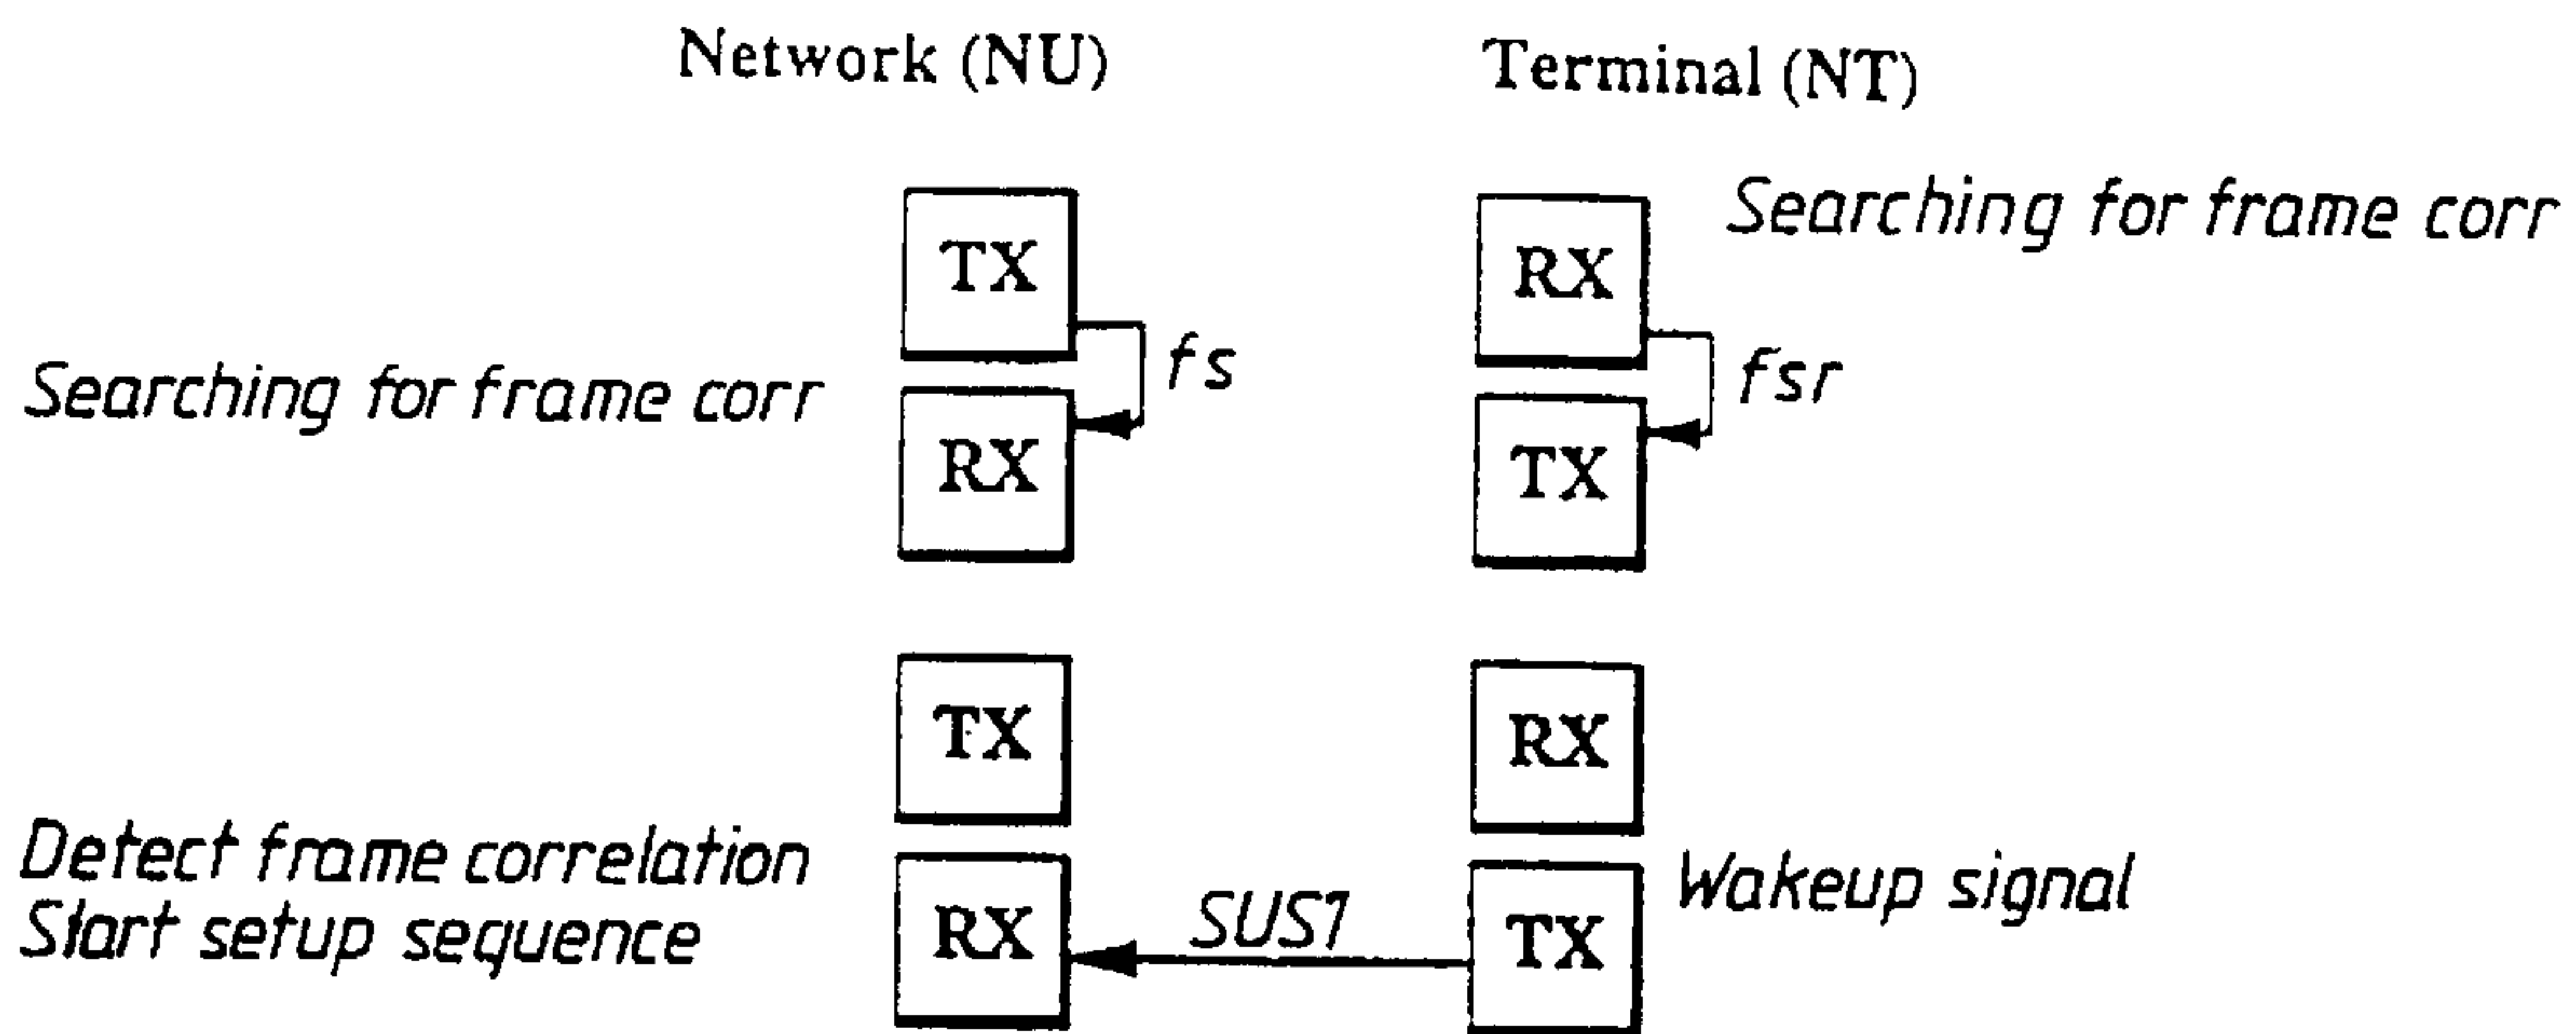 Network (NU)
Terminal (NT)
TX
RX
Searching for frame corr
fs
fsr
Searching for frame corr
RX
TX
TX
RX
Detect frame correlation
Start setup sequence
RX
SUS1
TX
Wakeup signal